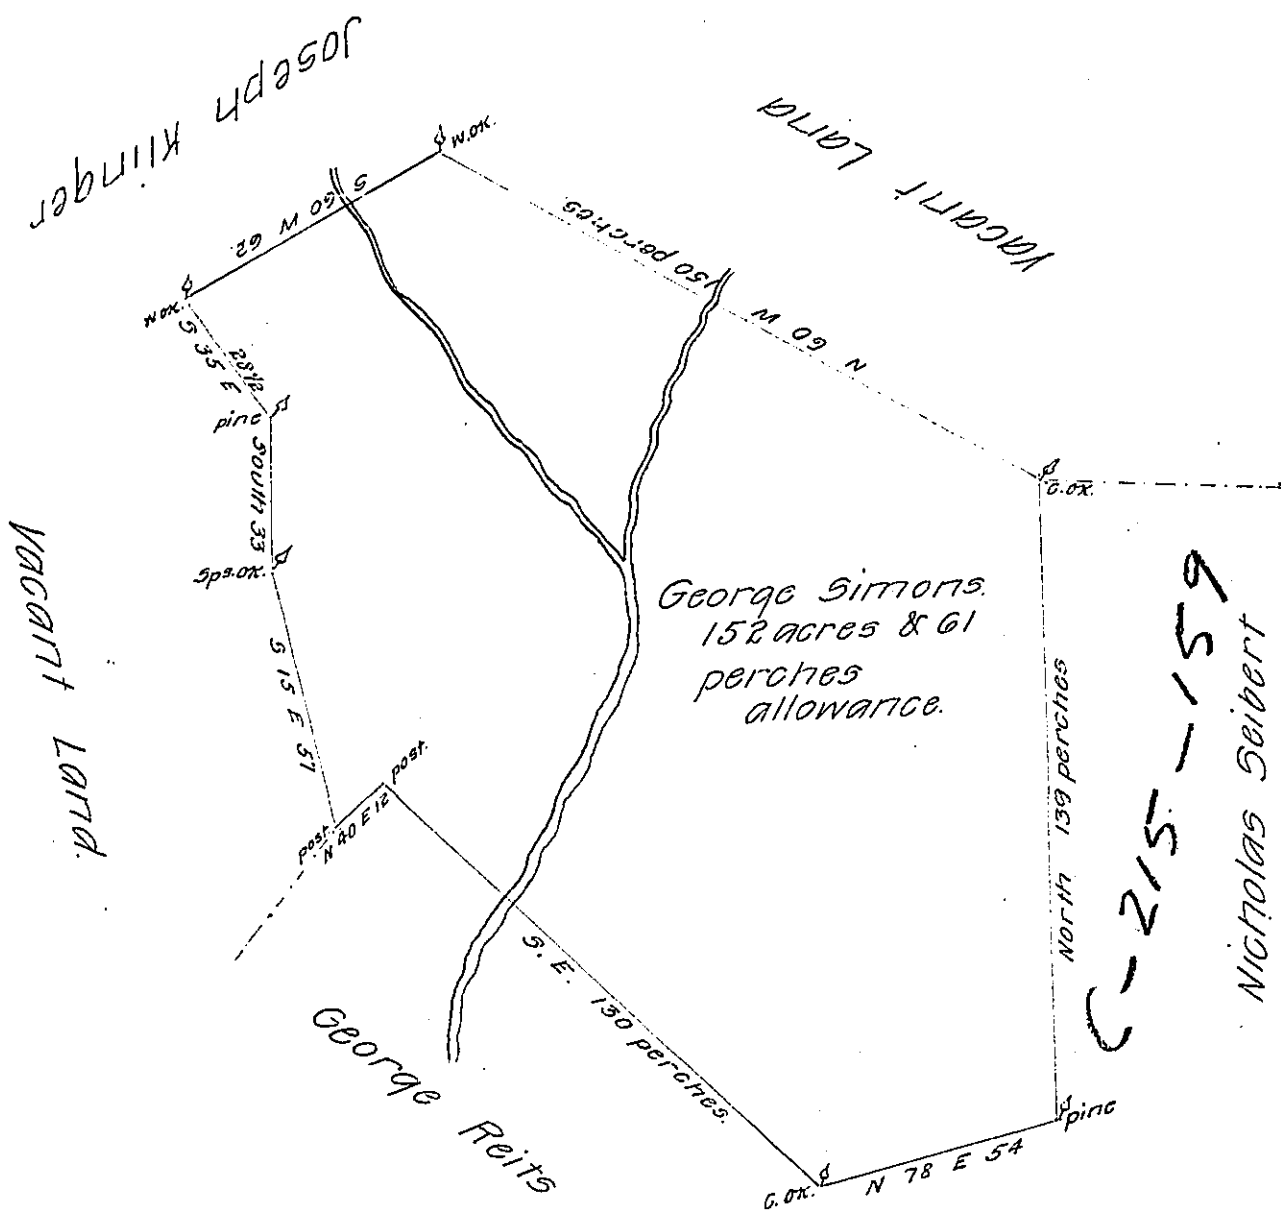 Joseph Klinger
Vacant Land
W.OK.
S 60 W 62.
150 perches
N 60 W
W OK.
S 35 E
28 1/2
pine
South 33
C.OK.
Sps.OK.
Vacant Land.
S 15 E 57
George Simons.
152 acres & 61
perches
allowance.
North 139 perches
C-215-159
Nicholas Seibert
post.
post.
N 40 E 12
S. E. 130 perches.
George Reits
pine
C.OK.
N 78 E 54